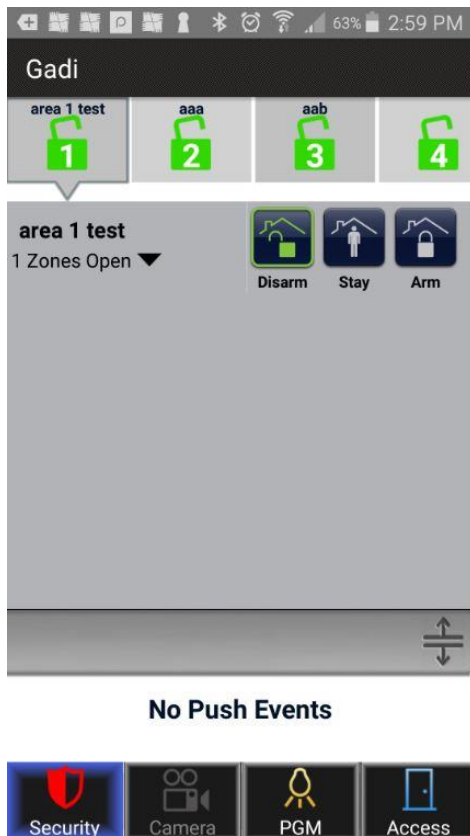 63% 2:59 PM
Gadi
area 1 test aaa aab
1 2 3 4
area 1 test
1 Zones Open
Disarm Stay Arm
No Push Events
Security Camera PGM Access